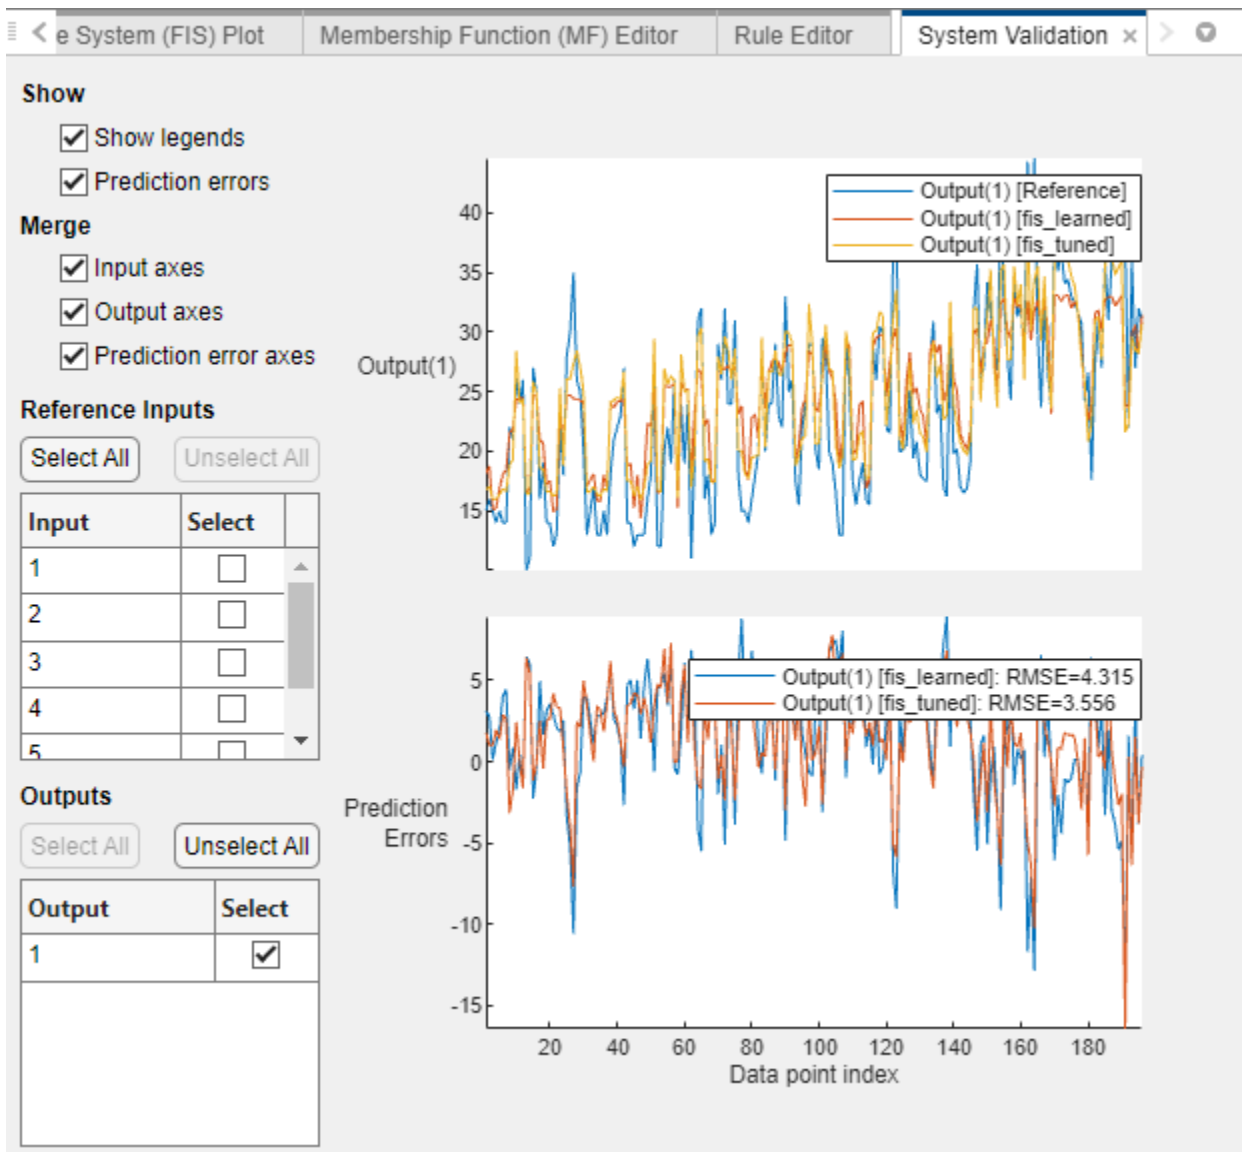 e System (FIS) Plot
Membership Function (MF) Editor
Rule Editor
System Validation ×
Show
Show legends
Prediction errors
Merge
Input axes
Output axes
Prediction error axes
Reference Inputs
Select All
Unselect All
Input Select
1
2
3
4
5
Outputs
Select All
Unselect All
Output Select
1
Output(1) [Reference]
Output(1) [fis_learned]
Output(1) [fis_tuned]
40
35
30
25
20
15
Output(1)
Output(1) [fis_learned]: RMSE=4.315
Output(1) [fis_tuned]: RMSE=3.556
5
0
-5
-10
-15
Prediction
Errors
20 40 60 80 100 120 140 160 180
Data point index